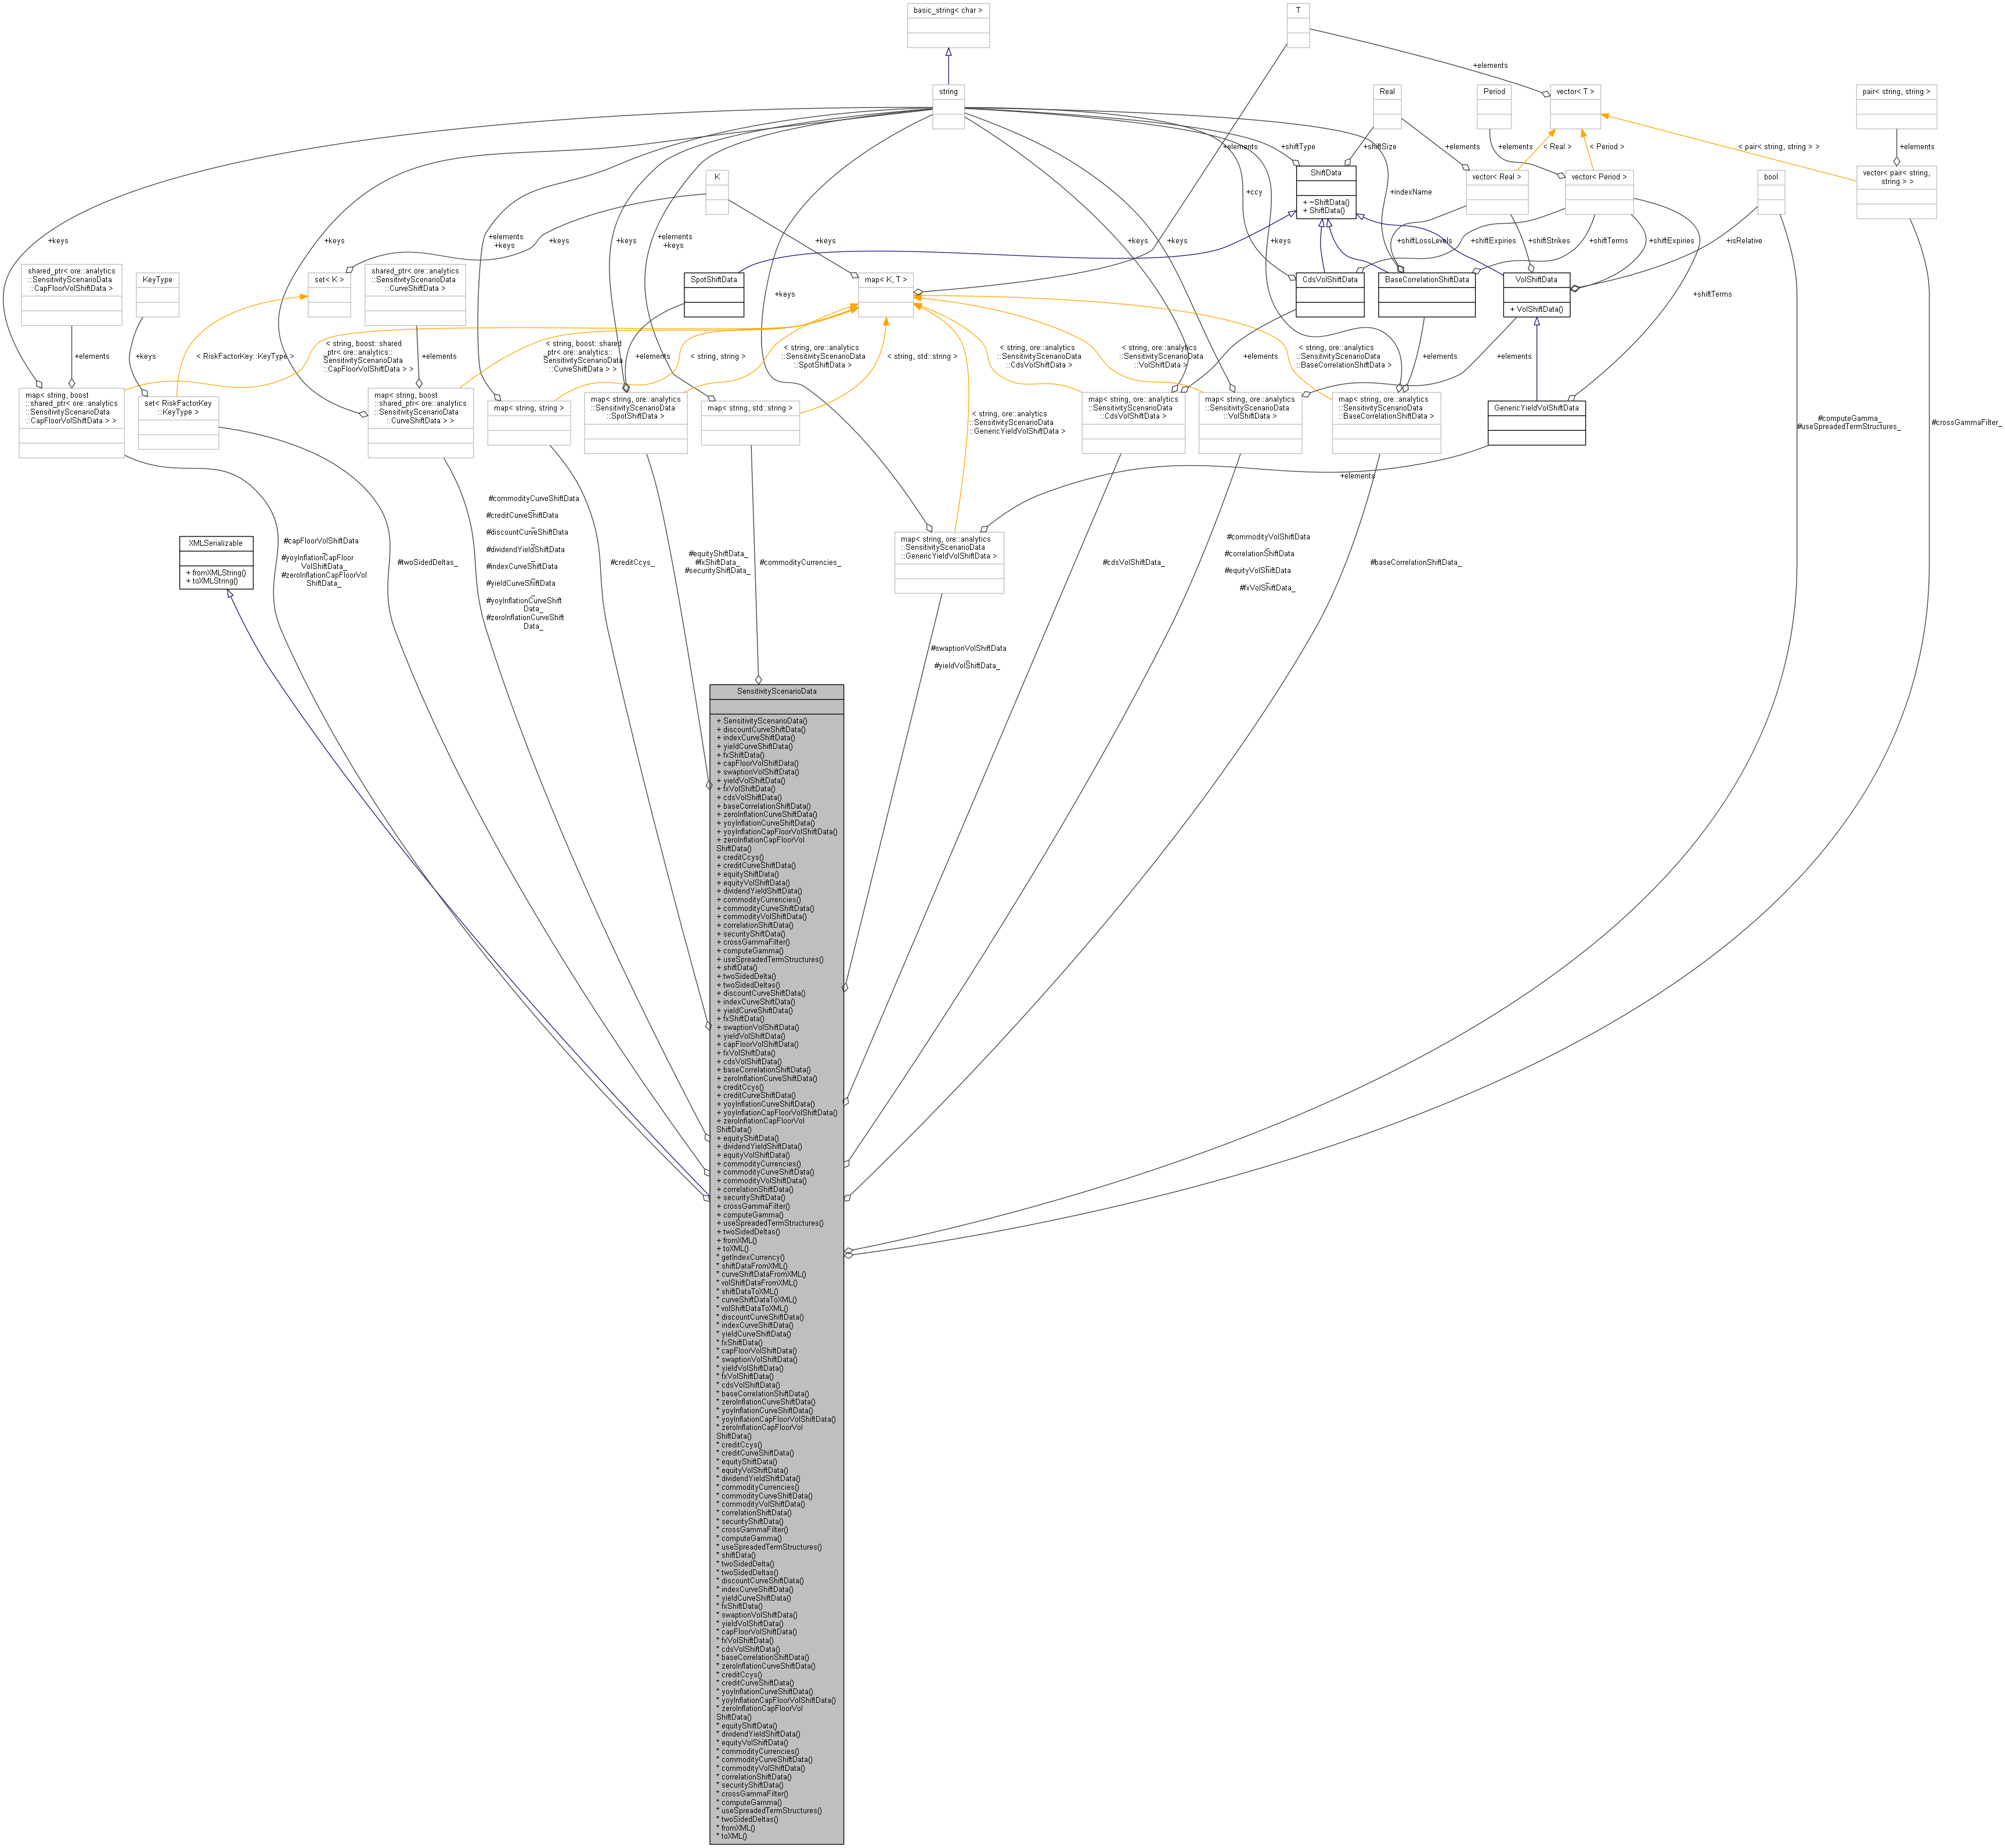 basic_string< char >
T
+elements
string
Real
Period
vector< T >
pair< string, string >
+shiftType
+shiftSize
+elements
+elements
+elements
< Real >
< Period >
< pair< string, string > >
+elements
K
ShiftData
+ ~ShiftData()
+ ShiftData()
+ccy
+indexName
vector< Real >
vector< Period >
bool
vector< pair< string,
string > >
+keys
+keys
+elements
+keys
+keys
+keys
+elements
+keys
+keys
+keys
+keys
+keys
+keys
+shiftLossLevels
+shiftExpiries
+shiftStrikes
+shiftTerms
+shiftExpiries
+isRelative
shared_ptr< ore::analytics
::SensitivityScenarioData
::CapFloorVolShiftData >
KeyType
set< K >
shared_ptr< ore::analytics
::SensitivityScenarioData
::CurveShiftData >
SpotShiftData
map< K, T >
CdsVolShiftData
BaseCorrelationShiftData
VolShiftData
+ VolShiftData()
+keys
+shiftTerms
+elements
+keys
< RiskFactorKey::KeyType >
< string, boost::shared
_ptr< ore::analytics::
SensitivityScenarioData
::CapFloorVolShiftData > >
+elements
< string, boost::shared
_ptr< ore::analytics::
SensitivityScenarioData
::CurveShiftData > >
+elements
< string, string >
< string, ore::analytics
::SensitivityScenarioData
::SpotShiftData >
< string, std::string >
< string, ore::analytics
::SensitivityScenarioData
::CdsVolShiftData >
< string, ore::analytics
::SensitivityScenarioData
::VolShiftData >
+elements
< string, ore::analytics
::SensitivityScenarioData
::BaseCorrelationShiftData >
+elements
+elements
map< string, boost
::shared_ptr< ore::analytics
::SensitivityScenarioData
::CapFloorVolShiftData > >
set< RiskFactorKey
::KeyType >
map< string, boost
::shared_ptr< ore::analytics
::SensitivityScenarioData
::CurveShiftData > >
map< string, string >
map< string, ore::analytics
::SensitivityScenarioData
::SpotShiftData >
map< string, std::string >
< string, ore::analytics
::SensitivityScenarioData
::GenericYieldVolShiftData >
map< string, ore::analytics
::SensitivityScenarioData
::CdsVolShiftData >
map< string, ore::analytics
::SensitivityScenarioData
::VolShiftData >
map< string, ore::analytics
::SensitivityScenarioData
::BaseCorrelationShiftData >
GenericYieldVolShiftData
#computeGamma_
#useSpreadedTermStructures_
#crossGammaFilter_
+elements
XMLSerializable
+ fromXMLString()
+ toXMLString()
#capFloorVolShiftData
_
#yoyInflationCapFloor
VolShiftData_
#zeroInflationCapFloorVol
ShiftData_
#twoSidedDeltas_
#commodityCurveShiftData
_
#creditCurveShiftData
_
#discountCurveShiftData
_
#dividendYieldShiftData
_
#indexCurveShiftData
_
#yieldCurveShiftData
_
#yoyInflationCurveShift
Data_
#zeroInflationCurveShift
Data_
#creditCcys_
#equityShiftData_
#fxShiftData_
#securityShiftData_
#commodityCurrencies_
map< string, ore::analytics
::SensitivityScenarioData
::GenericYieldVolShiftData >
#cdsVolShiftData_
#commodityVolShiftData
_
#correlationShiftData
_
#equityVolShiftData
_
#fxVolShiftData_
#baseCorrelationShiftData_
#swaptionVolShiftData
_
#yieldVolShiftData_
SensitivityScenarioData
+ SensitivityScenarioData()
+ discountCurveShiftData()
+ indexCurveShiftData()
+ yieldCurveShiftData()
+ fxShiftData()
+ capFloorVolShiftData()
+ swaptionVolShiftData()
+ yieldVolShiftData()
+ fxVolShiftData()
+ cdsVolShiftData()
+ baseCorrelationShiftData()
+ zeroInflationCurveShiftData()
+ yoyInflationCurveShiftData()
+ yoyInflationCapFloorVolShiftData()
+ zeroInflationCapFloorVol
ShiftData()
+ creditCcys()
+ creditCurveShiftData()
+ equityShiftData()
+ equityVolShiftData()
+ dividendYieldShiftData()
+ commodityCurrencies()
+ commodityCurveShiftData()
+ commodityVolShiftData()
+ correlationShiftData()
+ securityShiftData()
+ crossGammaFilter()
+ computeGamma()
+ useSpreadedTermStructures()
+ shiftData()
+ twoSidedDelta()
+ twoSidedDeltas()
+ discountCurveShiftData()
+ indexCurveShiftData()
+ yieldCurveShiftData()
+ fxShiftData()
+ swaptionVolShiftData()
+ yieldVolShiftData()
+ capFloorVolShiftData()
+ fxVolShiftData()
+ cdsVolShiftData()
+ baseCorrelationShiftData()
+ zeroInflationCurveShiftData()
+ creditCcys()
+ creditCurveShiftData()
+ yoyInflationCurveShiftData()
+ yoyInflationCapFloorVolShiftData()
+ zeroInflationCapFloorVol
ShiftData()
+ equityShiftData()
+ dividendYieldShiftData()
+ equityVolShiftData()
+ commodityCurrencies()
+ commodityCurveShiftData()
+ commodityVolShiftData()
+ correlationShiftData()
+ securityShiftData()
+ crossGammaFilter()
+ computeGamma()
+ useSpreadedTermStructures()
+ twoSidedDeltas()
+ fromXML()
+ toXML()
* getIndexCurrency()
* shiftDataFromXML()
* curveShiftDataFromXML()
* volShiftDataFromXML()
* shiftDataToXML()
* curveShiftDataToXML()
* volShiftDataToXML()
* discountCurveShiftData()
* indexCurveShiftData()
* yieldCurveShiftData()
* fxShiftData()
* capFloorVolShiftData()
* swaptionVolShiftData()
* yieldVolShiftData()
* fxVolShiftData()
* cdsVolShiftData()
* baseCorrelationShiftData()
* zeroInflationCurveShiftData()
* yoyInflationCurveShiftData()
* yoyInflationCapFloorVolShiftData()
* zeroInflationCapFloorVol
ShiftData()
* creditCcys()
* creditCurveShiftData()
* equityShiftData()
* equityVolShiftData()
* dividendYieldShiftData()
* commodityCurrencies()
* commodityCurveShiftData()
* commodityVolShiftData()
* correlationShiftData()
* securityShiftData()
* crossGammaFilter()
* computeGamma()
* useSpreadedTermStructures()
* shiftData()
* twoSidedDelta()
* twoSidedDeltas()
* discountCurveShiftData()
* indexCurveShiftData()
* yieldCurveShiftData()
* fxShiftData()
* swaptionVolShiftData()
* yieldVolShiftData()
* capFloorVolShiftData()
* fxVolShiftData()
* cdsVolShiftData()
* baseCorrelationShiftData()
* zeroInflationCurveShiftData()
* creditCcys()
* creditCurveShiftData()
* yoyInflationCurveShiftData()
* yoyInflationCapFloorVolShiftData()
* zeroInflationCapFloorVol
ShiftData()
* equityShiftData()
* dividendYieldShiftData()
* equityVolShiftData()
* commodityCurrencies()
* commodityCurveShiftData()
* commodityVolShiftData()
* correlationShiftData()
* securityShiftData()
* crossGammaFilter()
* computeGamma()
* useSpreadedTermStructures()
* twoSidedDeltas()
* fromXML()
* toXML()